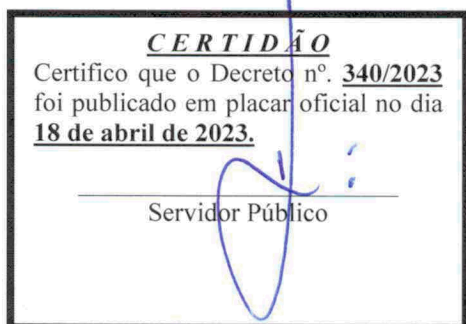 CERTIDÃO
Certifico que o Decreto nº. 340/2023
foi publicado em placar oficial no dia
18 de abril de 2023.
Servidor Público